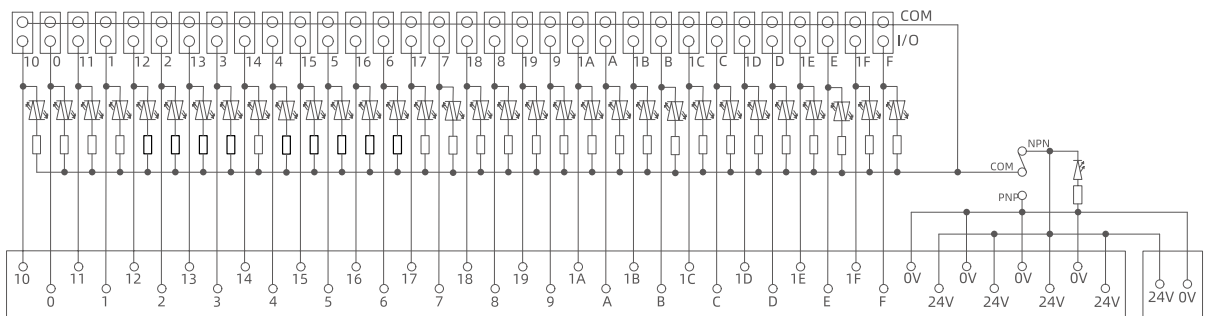 COM
I/O
10 0 11 1 12 2 13 3 14 4 15 5 16 6 17 7 18 8 19 9 1A A 1B B 1C C 1D D 1E E 1F F
NPN
COM
PNP
10 11 12 13 14 15 16 17 18 19 1A 1B 1C 1D 1E 1F 0V 0V 0V 0V
0 1 2 3 4 5 6 7 8 9 A B C D E F 24V 24V 24V 24V 24V 0V